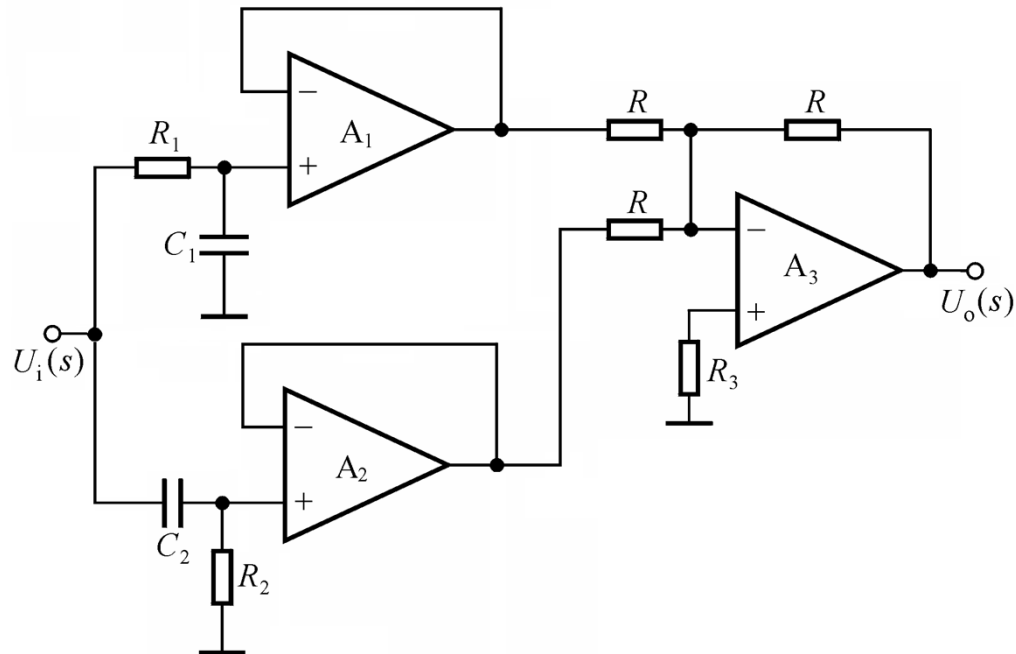 −
A₁
+
R₁
C₁
R
R
R
−
A₃
+
R₃
Uₒ(s)
Uᵢ(s)
−
A₂
+
C₂
R₂